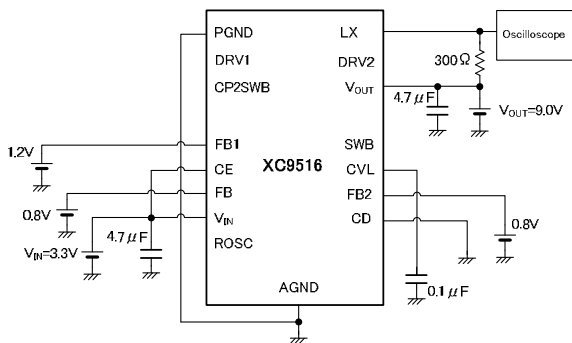 PGND
LX
Oscilloscope
DRV1
DRV2
300Ω
CP2SWB
VOUT
4.7μF
VOUT=9.0V
1.2V
FB1
SWB
CE
XC9516
CVL
FB
FB2
0.8V
VIN
CD
0.8V
4.7μF
VIN=3.3V
ROSC
AGND
0.1μF